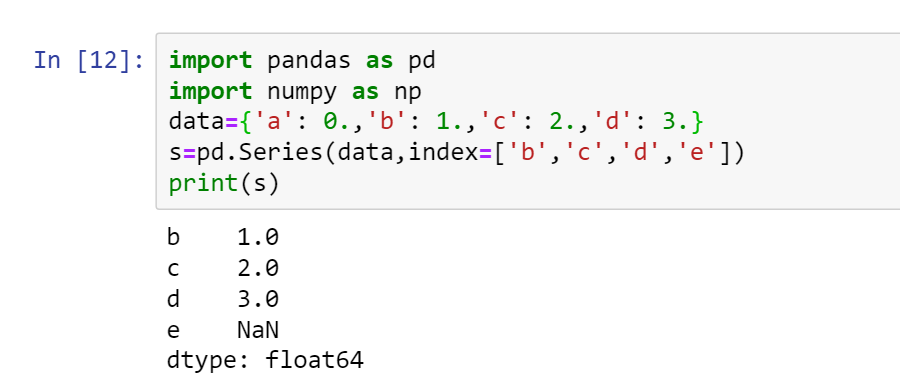 In [12]: import pandas as pd
import numpy as np
data={'a': 0.,'b': 1.,'c': 2.,'d': 3.}
s=pd.Series(data,index=['b','c','d','e'])
print(s)
b    1.0
c    2.0
d    3.0
e    NaN
dtype: float64